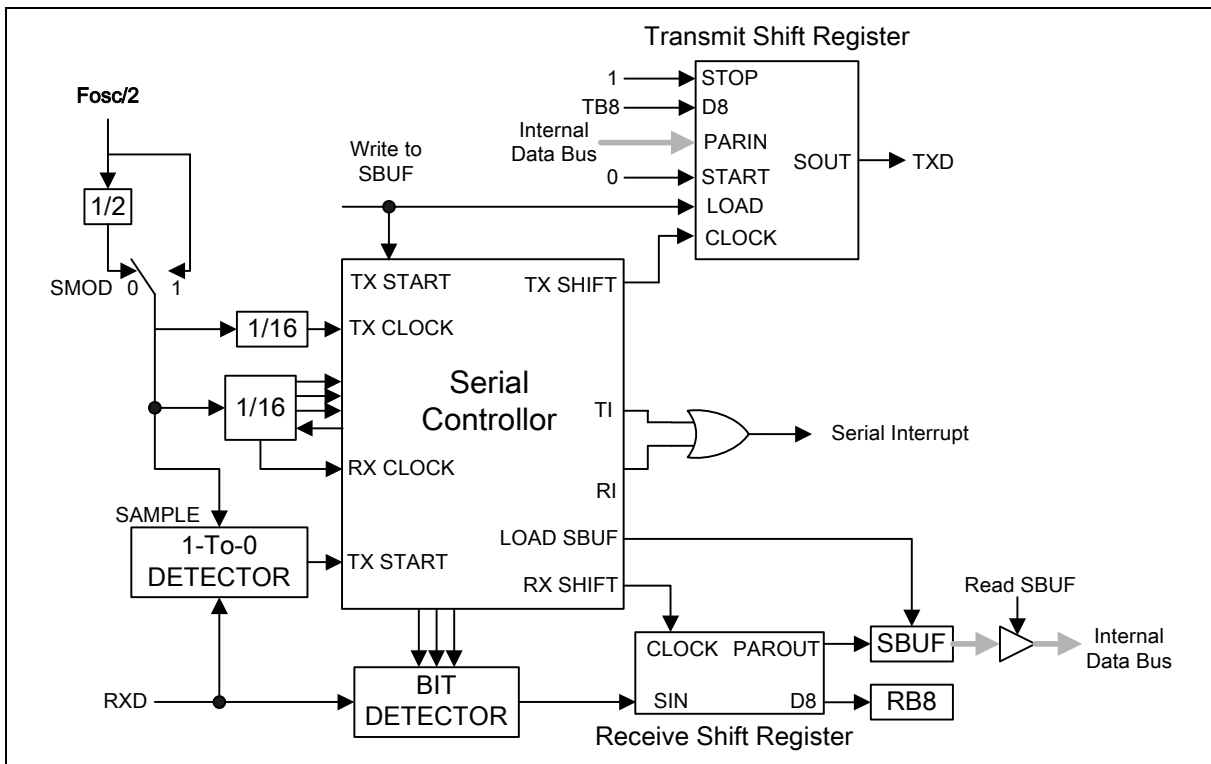 Transmit Shift Register
1
STOP
TB8
D8
Internal
Data Bus
PARIN
SOUT
TXD
0
START
LOAD
CLOCK
Fosc/2
1/2
SMOD
0
1
Write to
SBUF
TX START
TX SHIFT
1/16
TX CLOCK
Serial
Controllor
1/16
TI
Serial Interrupt
RX CLOCK
RI
SAMPLE
1-To-0
DETECTOR
TX START
LOAD SBUF
RX SHIFT
Read SBUF
CLOCK
PAROUT
SBUF
Internal
Data Bus
RXD
BIT
DETECTOR
SIN
D8
RB8
Receive Shift Register